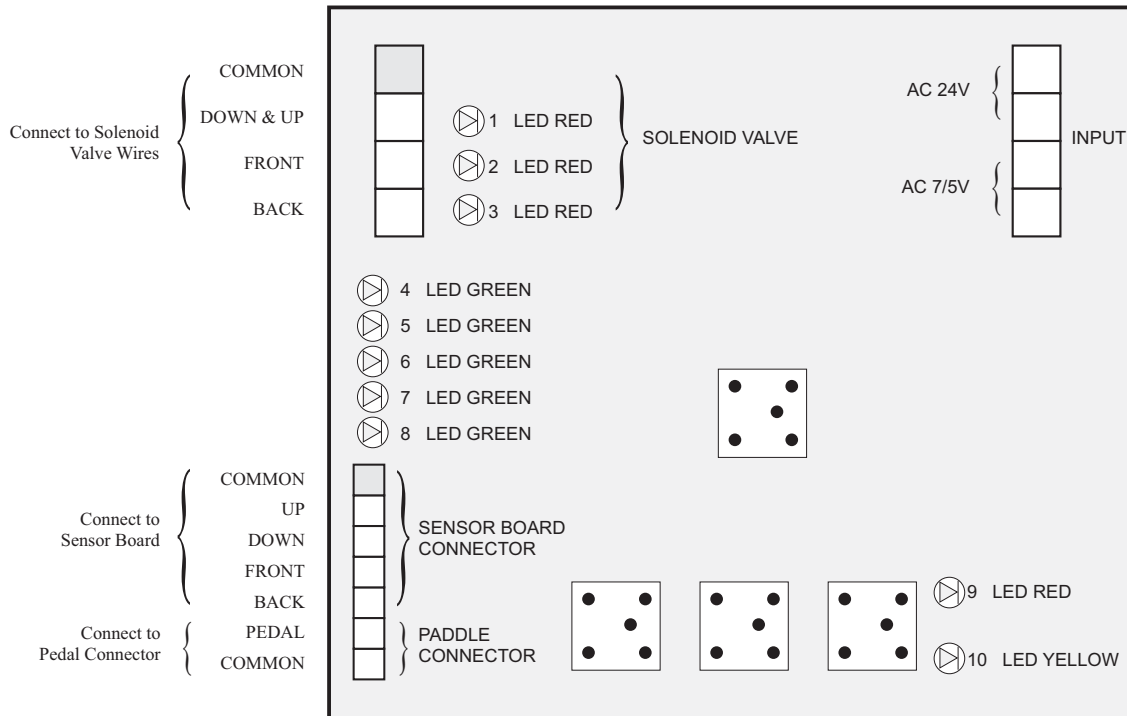 COMMON
DOWN & UP
FRONT
BACK
Connect to Solenoid
Valve Wires
1 LED RED
2 LED RED
3 LED RED
SOLENOID VALVE
AC 24V
AC 7/5V
INPUT
4 LED GREEN
5 LED GREEN
6 LED GREEN
7 LED GREEN
8 LED GREEN
COMMON
UP
DOWN
FRONT
BACK
Connect to
Sensor Board
SENSOR BOARD
CONNECTOR
PEDAL
COMMON
Connect to
Pedal Connector
PADDLE
CONNECTOR
9 LED RED
10 LED YELLOW